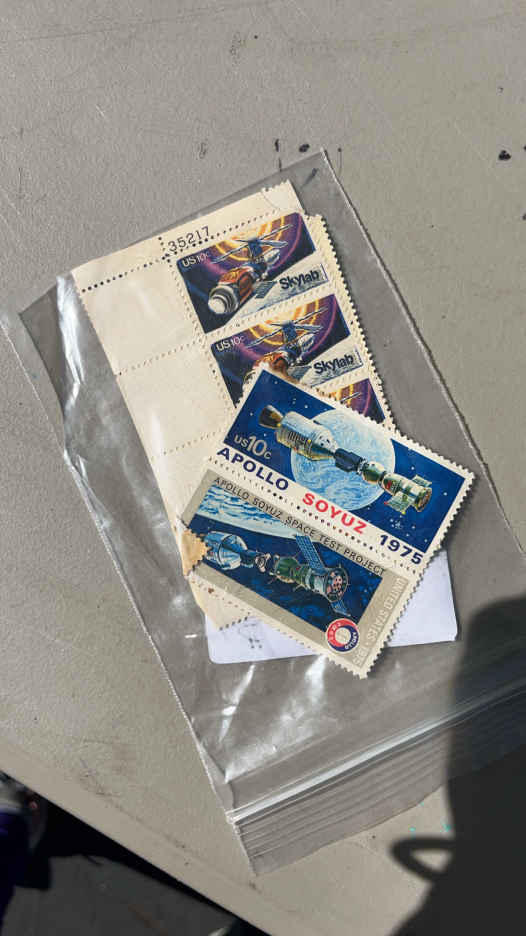 35217
US 10c
Skylab
US 10c
Skylab
US 10c
APOLLO SOYUZ 1975
APOLLO SOYUZ SPACE TEST PROJECT
UNITED STATES